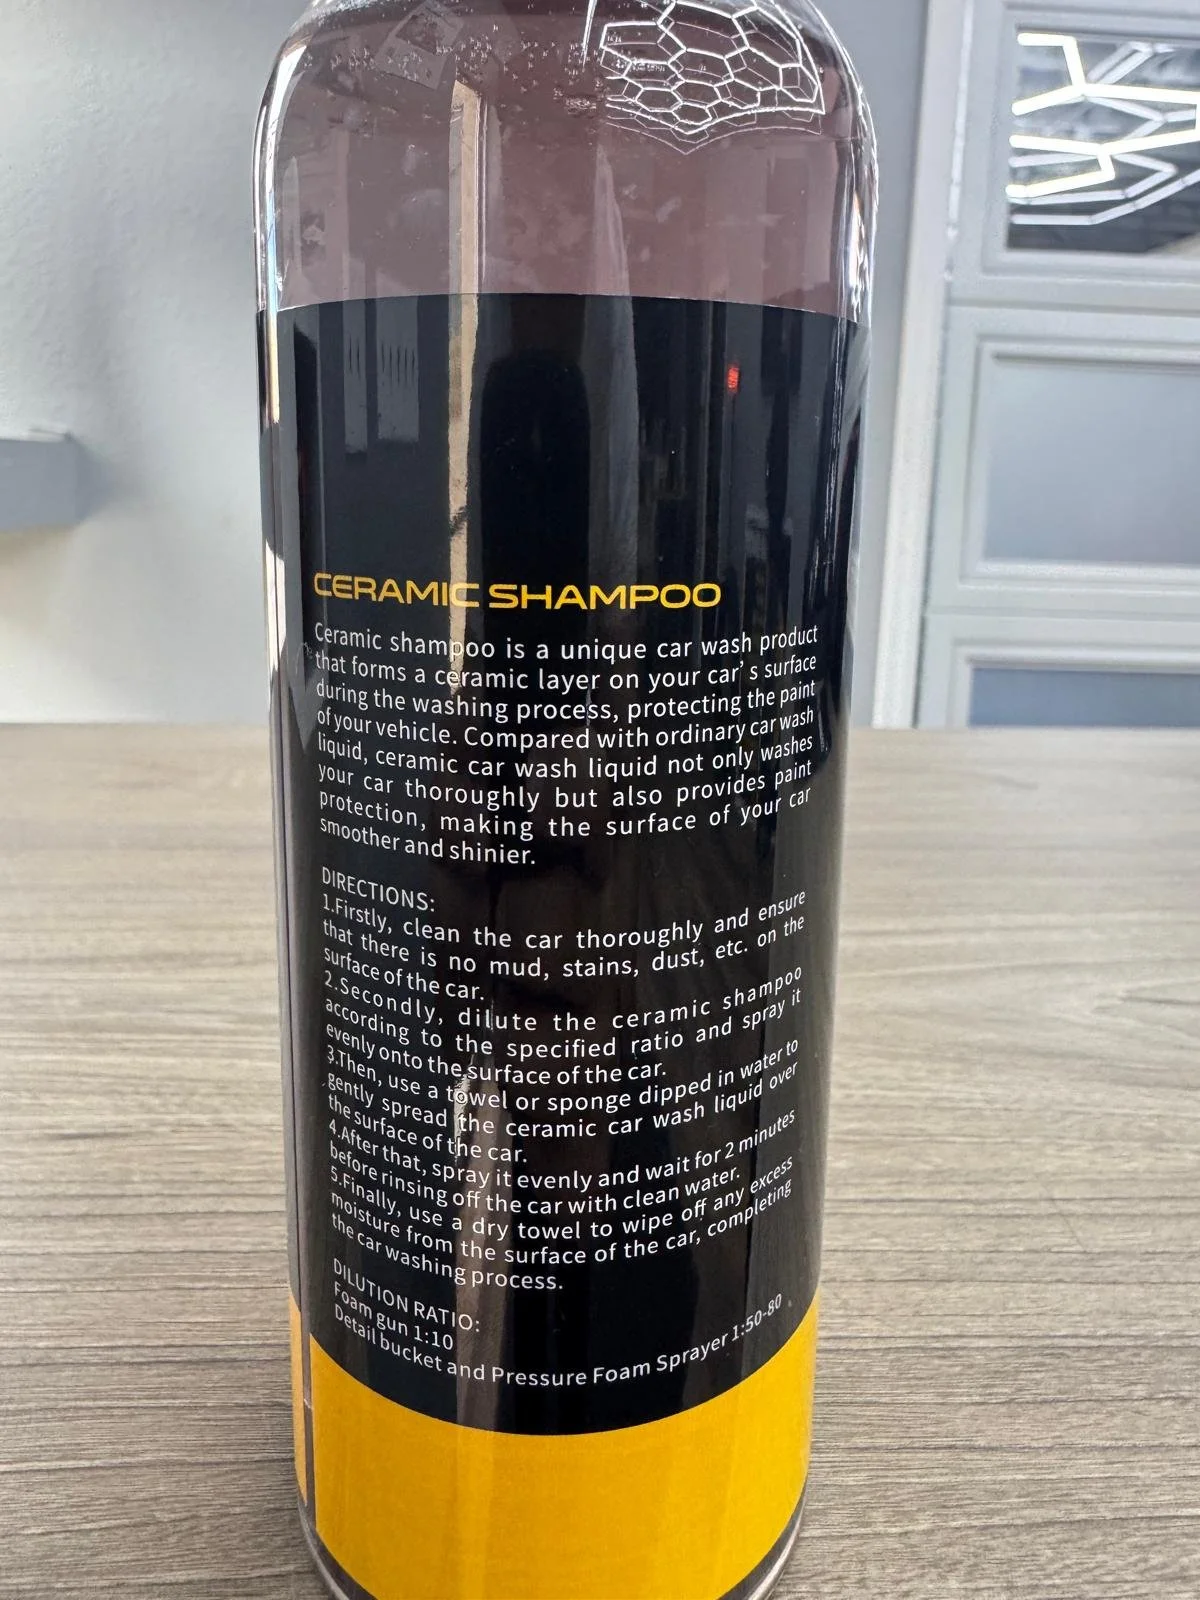 CERAMIC SHAMPOO
Ceramic shampoo is a unique car wash product
that forms a ceramic layer on your car's surface
during the washing process, protecting the paint
of your vehicle. Compared with ordinary car wash
liquid, ceramic car wash liquid not only washes
your car thoroughly but also provides paint
protection, making the surface of your car
smoother and shinier.
DIRECTIONS:
1.Firstly, clean the car thoroughly and ensure
that there is no mud, stains, dust, etc. on the
surface of the car.
2.Secondly, dilute the ceramic shampoo
according to the specified ratio and spray it
evenly onto the surface of the car.
3.Then, use a towel or sponge dipped in water to
gently spread the ceramic car wash liquid over
the surface of the car.
4.After that, spray it evenly and wait for 2 minutes
before rinsing off the car with clean water.
5.Finally, use a dry towel to wipe off any excess
moisture from the surface of the car, completing
the car washing process.
DILUTION RATIO:
Foam gun 1:10
Detail bucket and Pressure Foam Sprayer 1:50-80